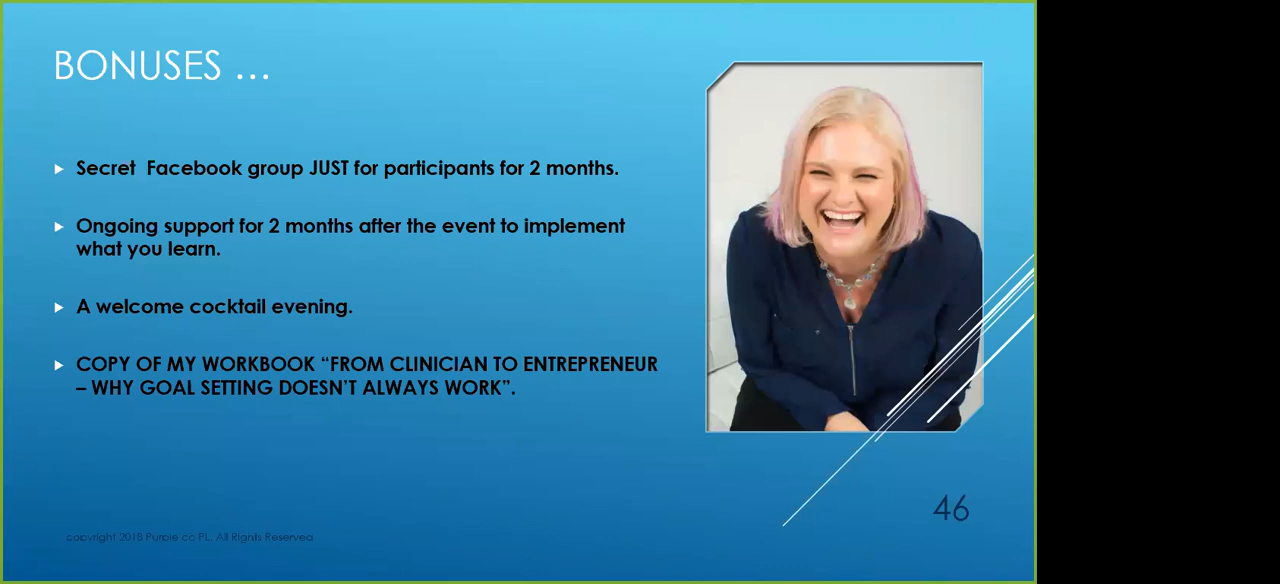 BONUSES …
Secret Facebook group JUST for participants for 2 months.
Ongoing support for 2 months after the event to implement
what you learn.
A welcome cocktail evening.
COPY OF MY WORKBOOK “FROM CLINICIAN TO ENTREPRENEUR
– WHY GOAL SETTING DOESN’T ALWAYS WORK”.
46
copyright 2018 Purple co PL. All Rights Reserved